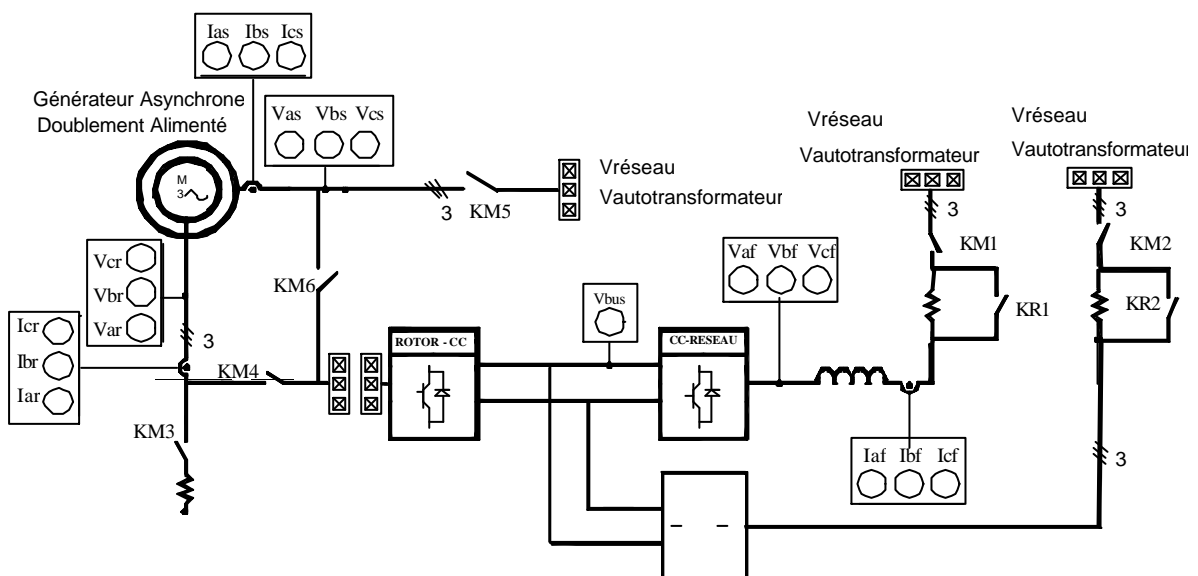 Ias Ibs Ics
Générateur Asynchrone
Doublement Alimenté
Vas Vbs Vcs
M
3
Vréseau
Vautotransformateur
3
KM5
Vréseau
Vautotransformateur
3
KM1
KR1
Vréseau
Vautotransformateur
3
KM2
KR2
Vcr
Vbr
Var
3
Icr
Ibr
Iar
KM6
KM4
KM3
ROTOR - CC
Vbus
CC-RESEAU
Vaf Vbf Vcf
Iaf Ibf Icf
3